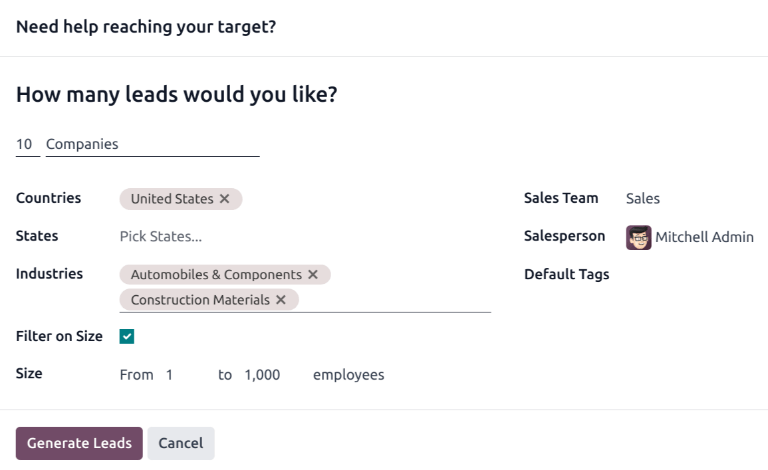 Need help reaching your target?
How many leads would you like?
10 Companies
Countries United States ✕ Sales Team Sales
States Pick States... Salesperson Mitchell Admin
Industries Automobiles & Components ✕ Default Tags
Construction Materials ✕
Filter on Size
Size From 1 to 1,000 employees
Generate Leads Cancel